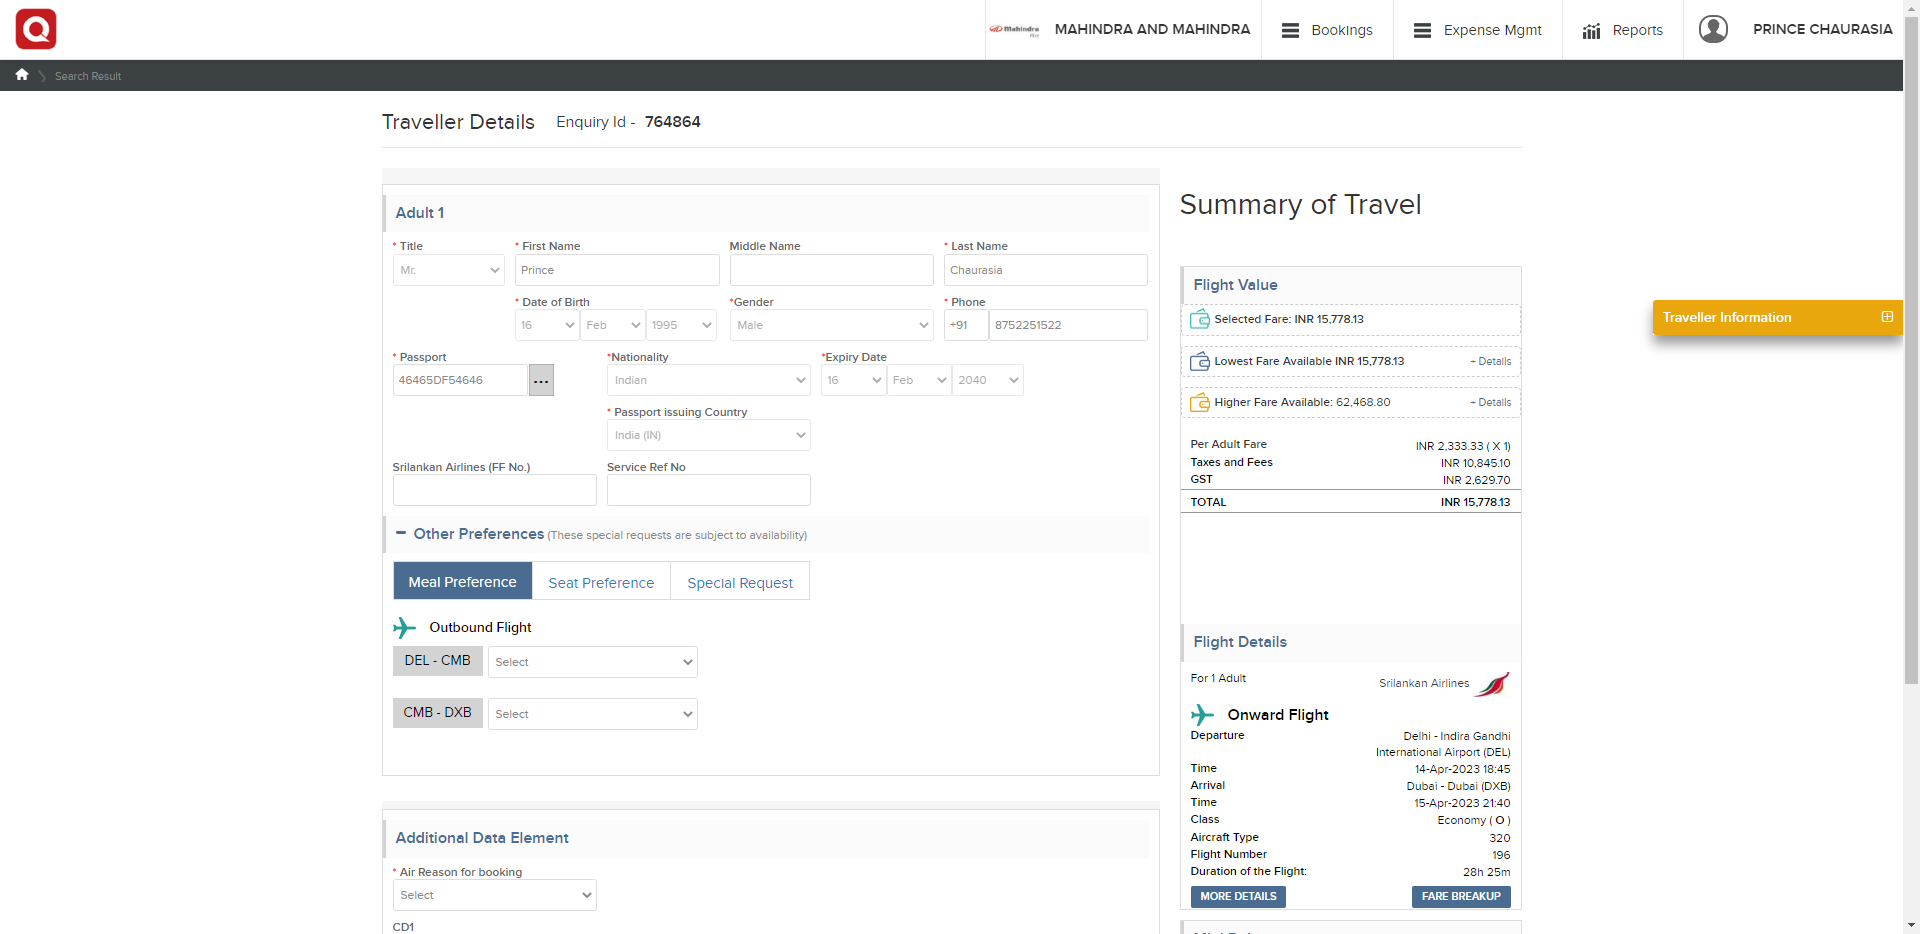 Mahindra
MAHINDRA AND MAHINDRA
Bookings
Expense Mgmt
Reports
PRINCE CHAURASIA
Search Result
Traveller Details
Enquiry Id - 764864
Adult 1
* Title
* First Name
Middle Name
* Last Name
Mr.
Prince
Chaurasia
* Date of Birth
*Gender
* Phone
16
Feb
1995
Male
+91
8752251522
* Passport
*Nationality
*Expiry Date
46465DF54646
...
Indian
16
Feb
2040
* Passport issuing Country
India (IN)
Srilankan Airlines (FF No.)
Service Ref No
Other Preferences (These special requests are subject to availability)
Meal Preference
Seat Preference
Special Request
Outbound Flight
DEL - CMB
Select
CMB - DXB
Select
Additional Data Element
* Air Reason for booking
Select
CD1
Summary of Travel
Flight Value
Selected Fare: INR 15,778.13
Lowest Fare Available INR 15,778.13
+ Details
Higher Fare Available: 62,468.80
+ Details
Per Adult Fare
INR 2,333.33 ( X 1)
Taxes and Fees
INR 10,845.10
GST
INR 2,629.70
TOTAL
INR 15,778.13
Flight Details
For 1 Adult
Srilankan Airlines
Onward Flight
Departure
Delhi - Indira Gandhi
International Airport (DEL)
Time
14-Apr-2023 18:45
Arrival
Dubai - Dubai (DXB)
Time
15-Apr-2023 21:40
Class
Economy ( O )
Aircraft Type
320
Flight Number
196
Duration of the Flight:
28h 25m
MORE DETAILS
FARE BREAKUP
Traveller Information